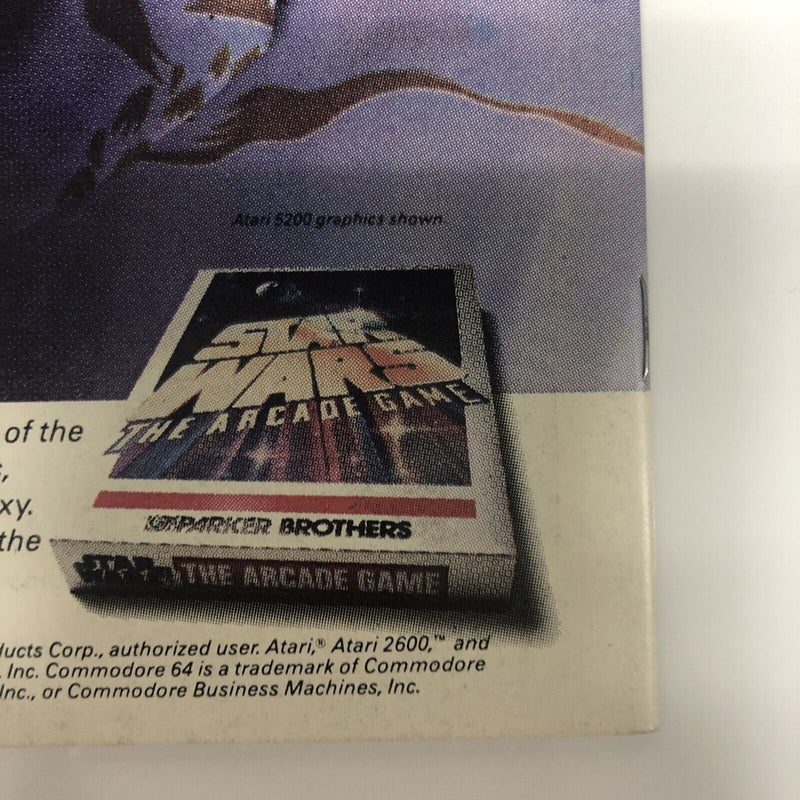 Atari 5200 graphics shown.
STAR
WARS
THE ARCADE GAME
of the
s,
xy.
the
PARKER BROTHERS
STAR WARS THE ARCADE GAME
ducts Corp., authorized user. Atari,® Atari 2600,™ and
, Inc. Commodore 64 is a trademark of Commodore
Inc., or Commodore Business Machines, Inc.